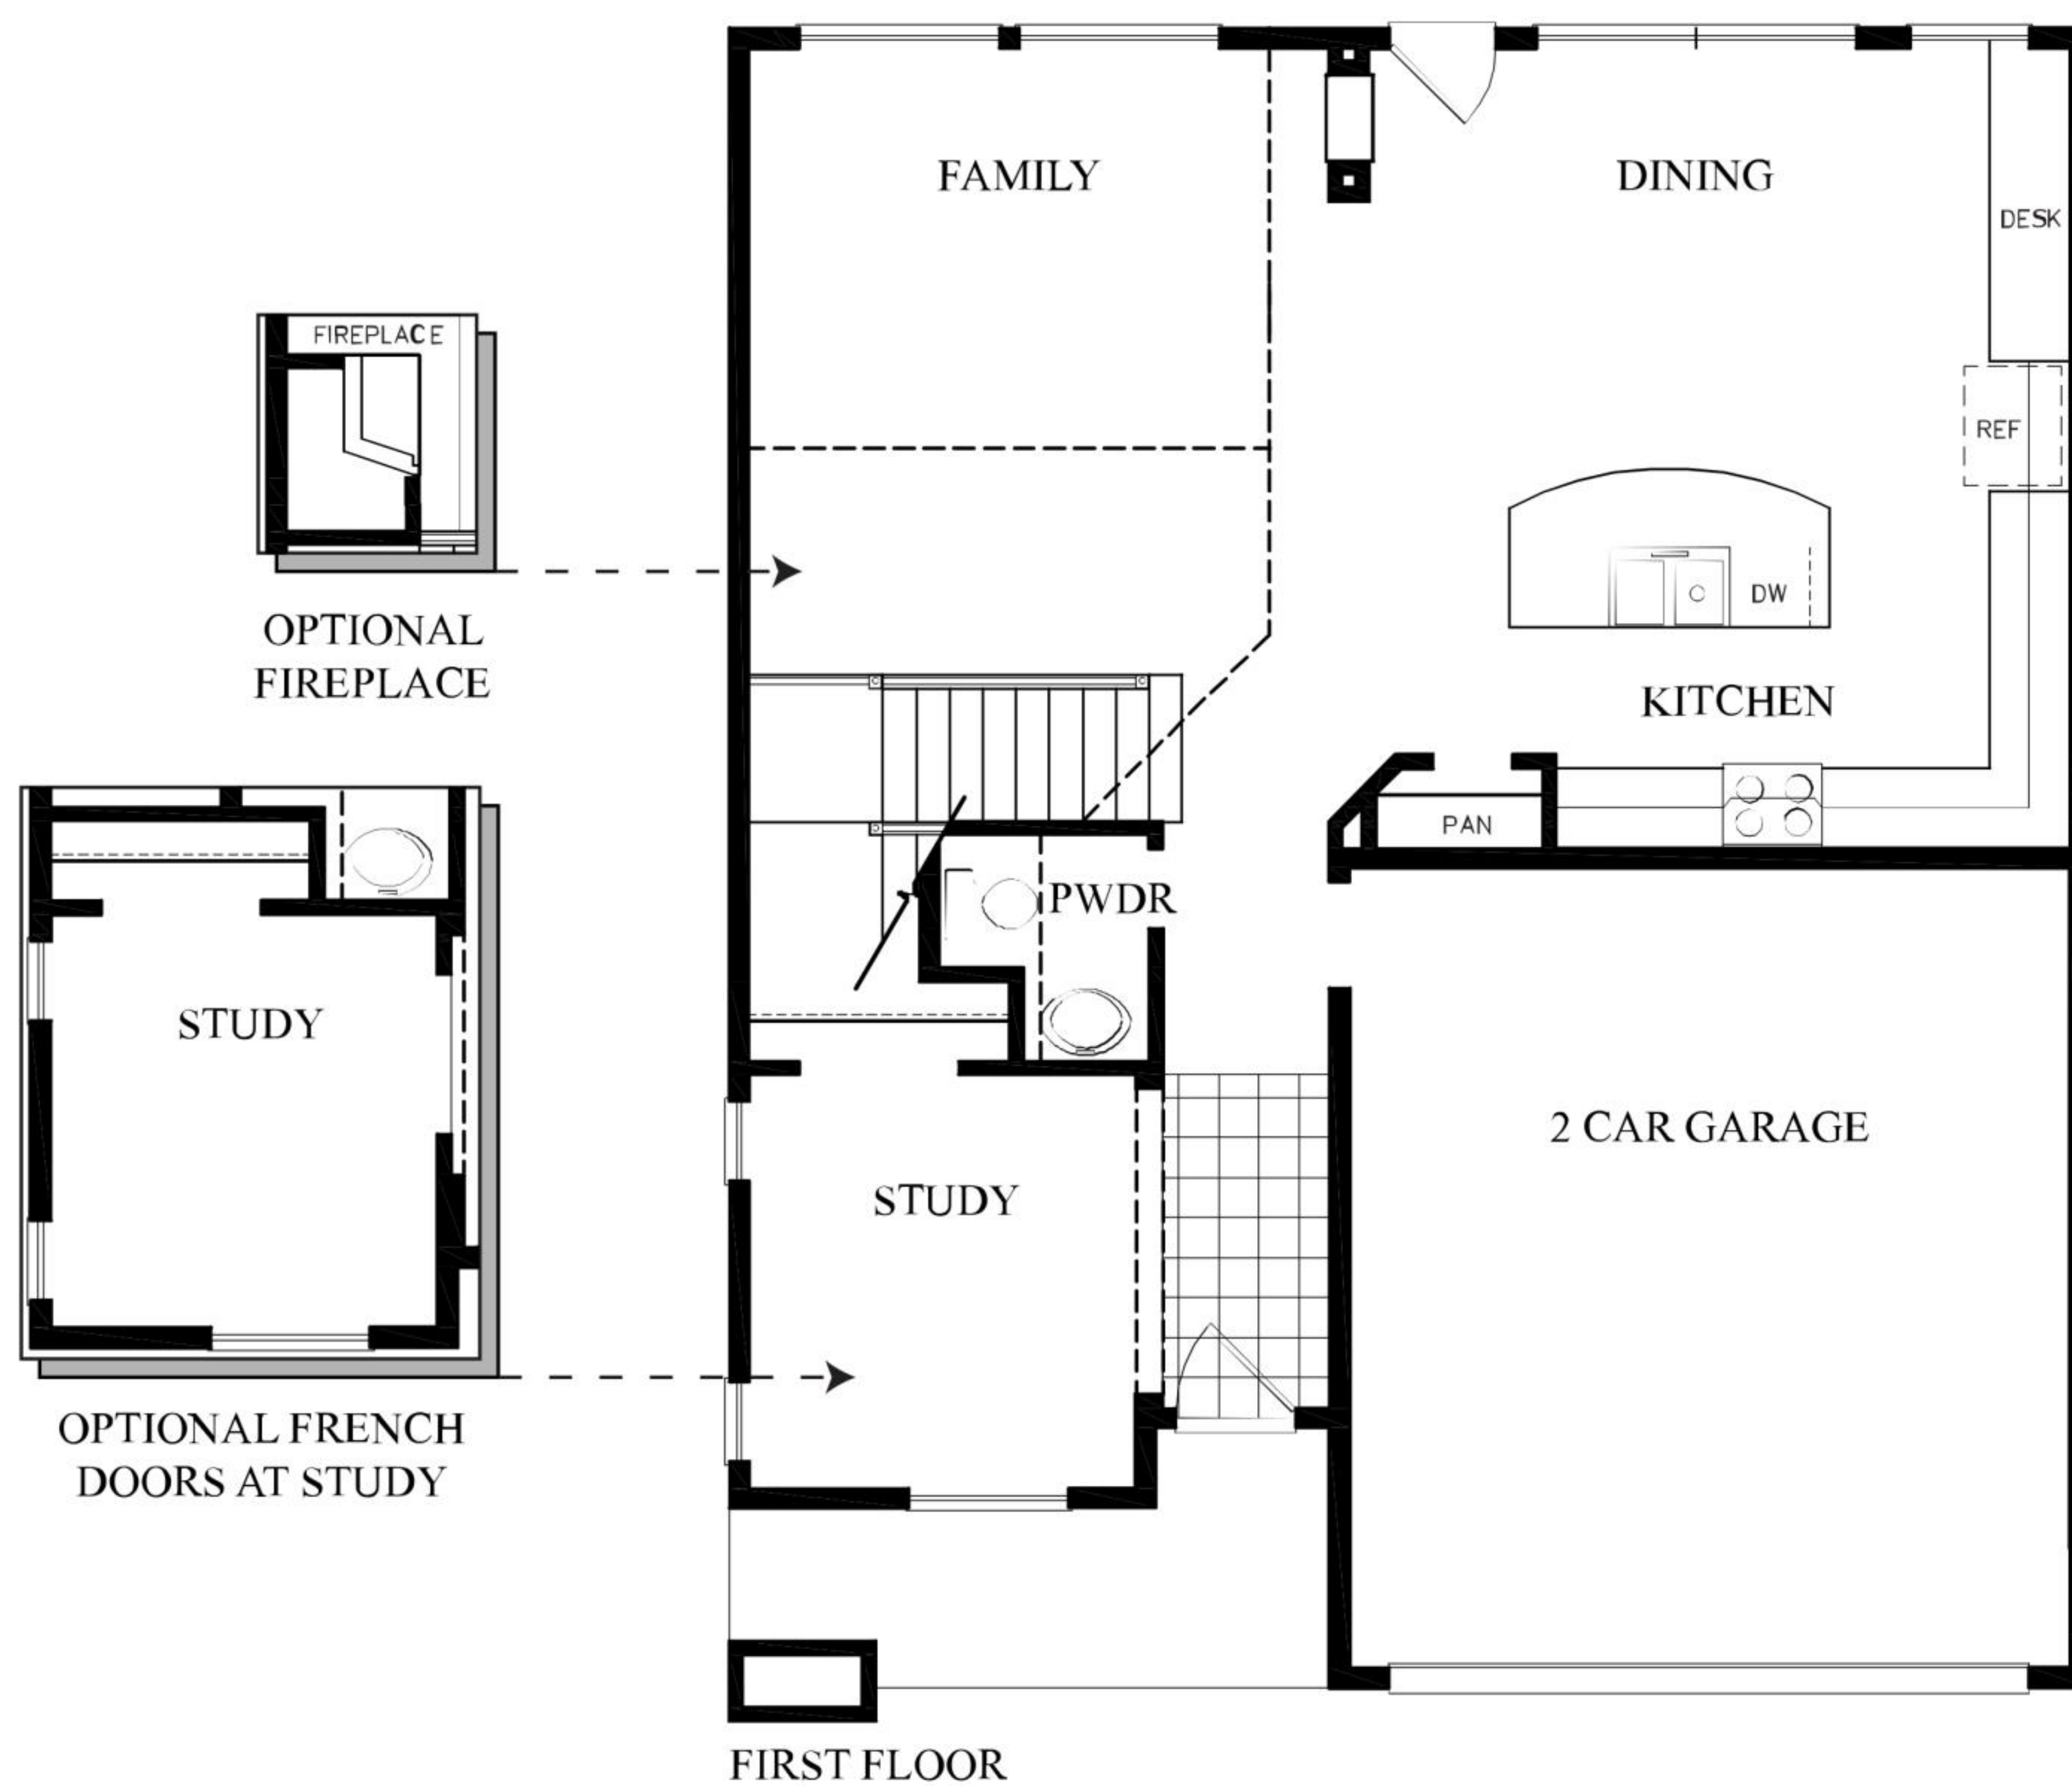 FAMILY
DINING
DESK
FIREPLACE
REF
OPTIONAL
FIREPLACE
DW
KITCHEN
PAN
PWDR
STUDY
2 CAR GARAGE
STUDY
OPTIONAL FRENCH
DOORS AT STUDY
FIRST FLOOR